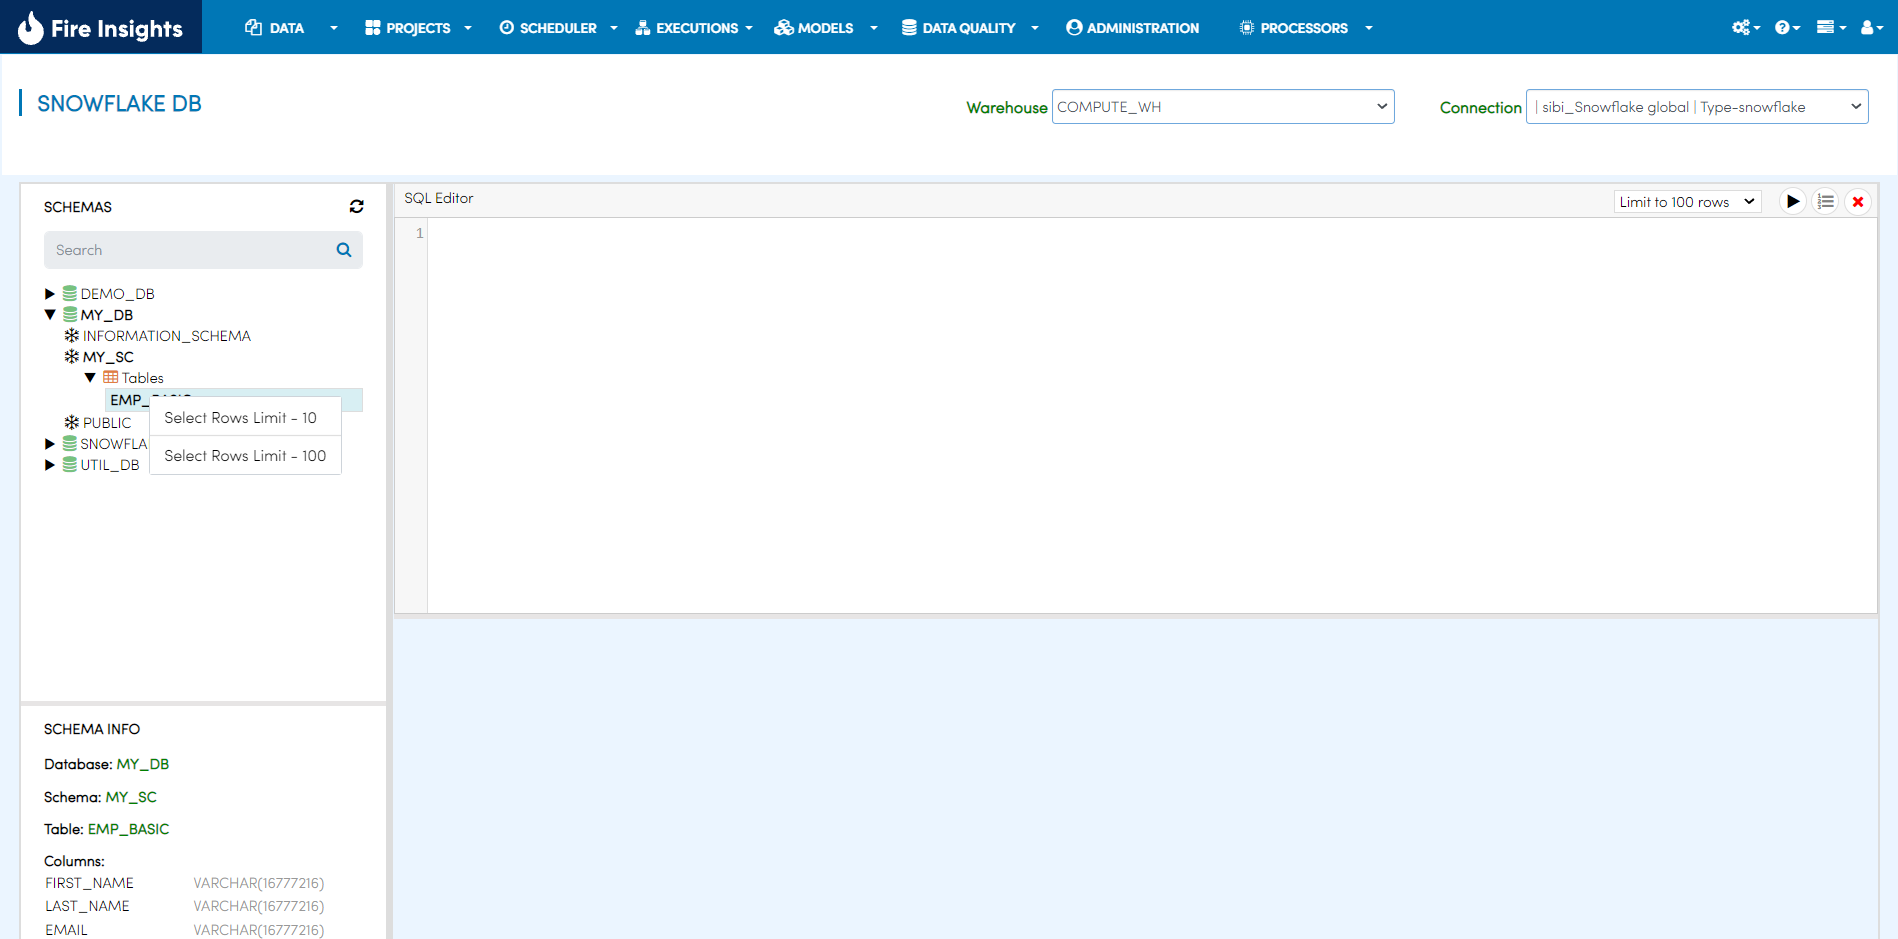 Fire Insights
DATA
PROJECTS
SCHEDULER
EXECUTIONS
MODELS
DATA QUALITY
ADMINISTRATION
PROCESSORS
SNOWFLAKE DB
Warehouse COMPUTE_WH
Connection | sibi_Snowflake global | Type-snowflake
SCHEMAS
Search
DEMO_DB
MY_DB
INFORMATION_SCHEMA
MY_SC
Tables
EMP_BASIC
Select Rows Limit - 10
PUBLIC
SNOWFLA
Select Rows Limit - 100
UTIL_DB
SQL Editor
Limit to 100 rows
1
SCHEMA INFO
Database: MY_DB
Schema: MY_SC
Table: EMP_BASIC
Columns:
FIRST_NAME VARCHAR(16777216)
LAST_NAME VARCHAR(16777216)
EMAIL VARCHAR(16777216)